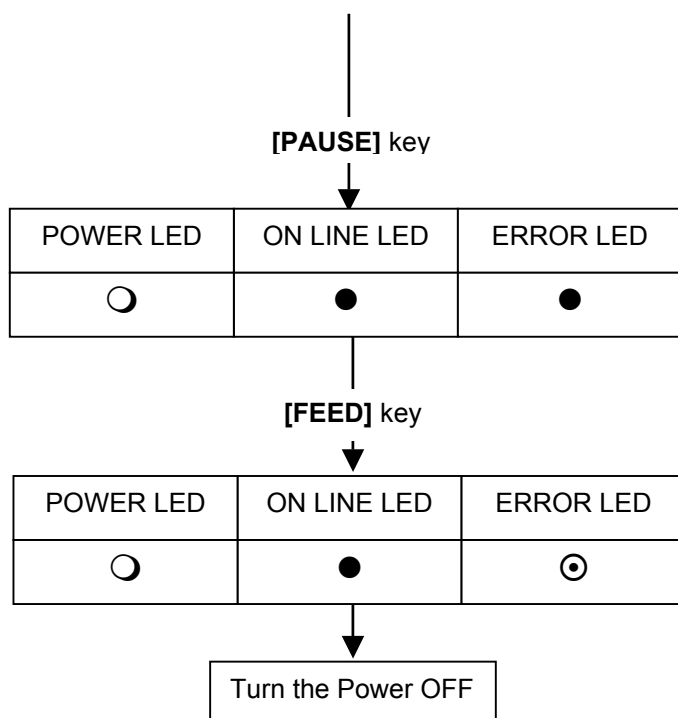 [PAUSE] key
POWER LED ON LINE LED ERROR LED
❍ ● ●
[FEED] key
POWER LED ON LINE LED ERROR LED
❍ ● ⊙
Turn the Power OFF